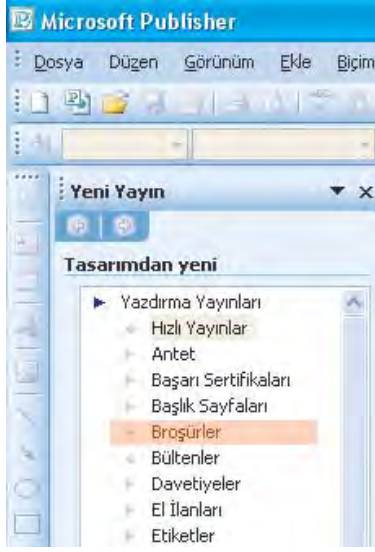 Microsoft Publisher
Dosya Düzen Görünüm Ekle Biçim
Yeni Yayın
Tasarımdan yeni
Yazdırma Yayınları
Hızlı Yayınlar
Antet
Başarı Sertifikaları
Başlık Sayfaları
Broşürler
Bültenler
Davetiyeler
El İlanları
Etiketler